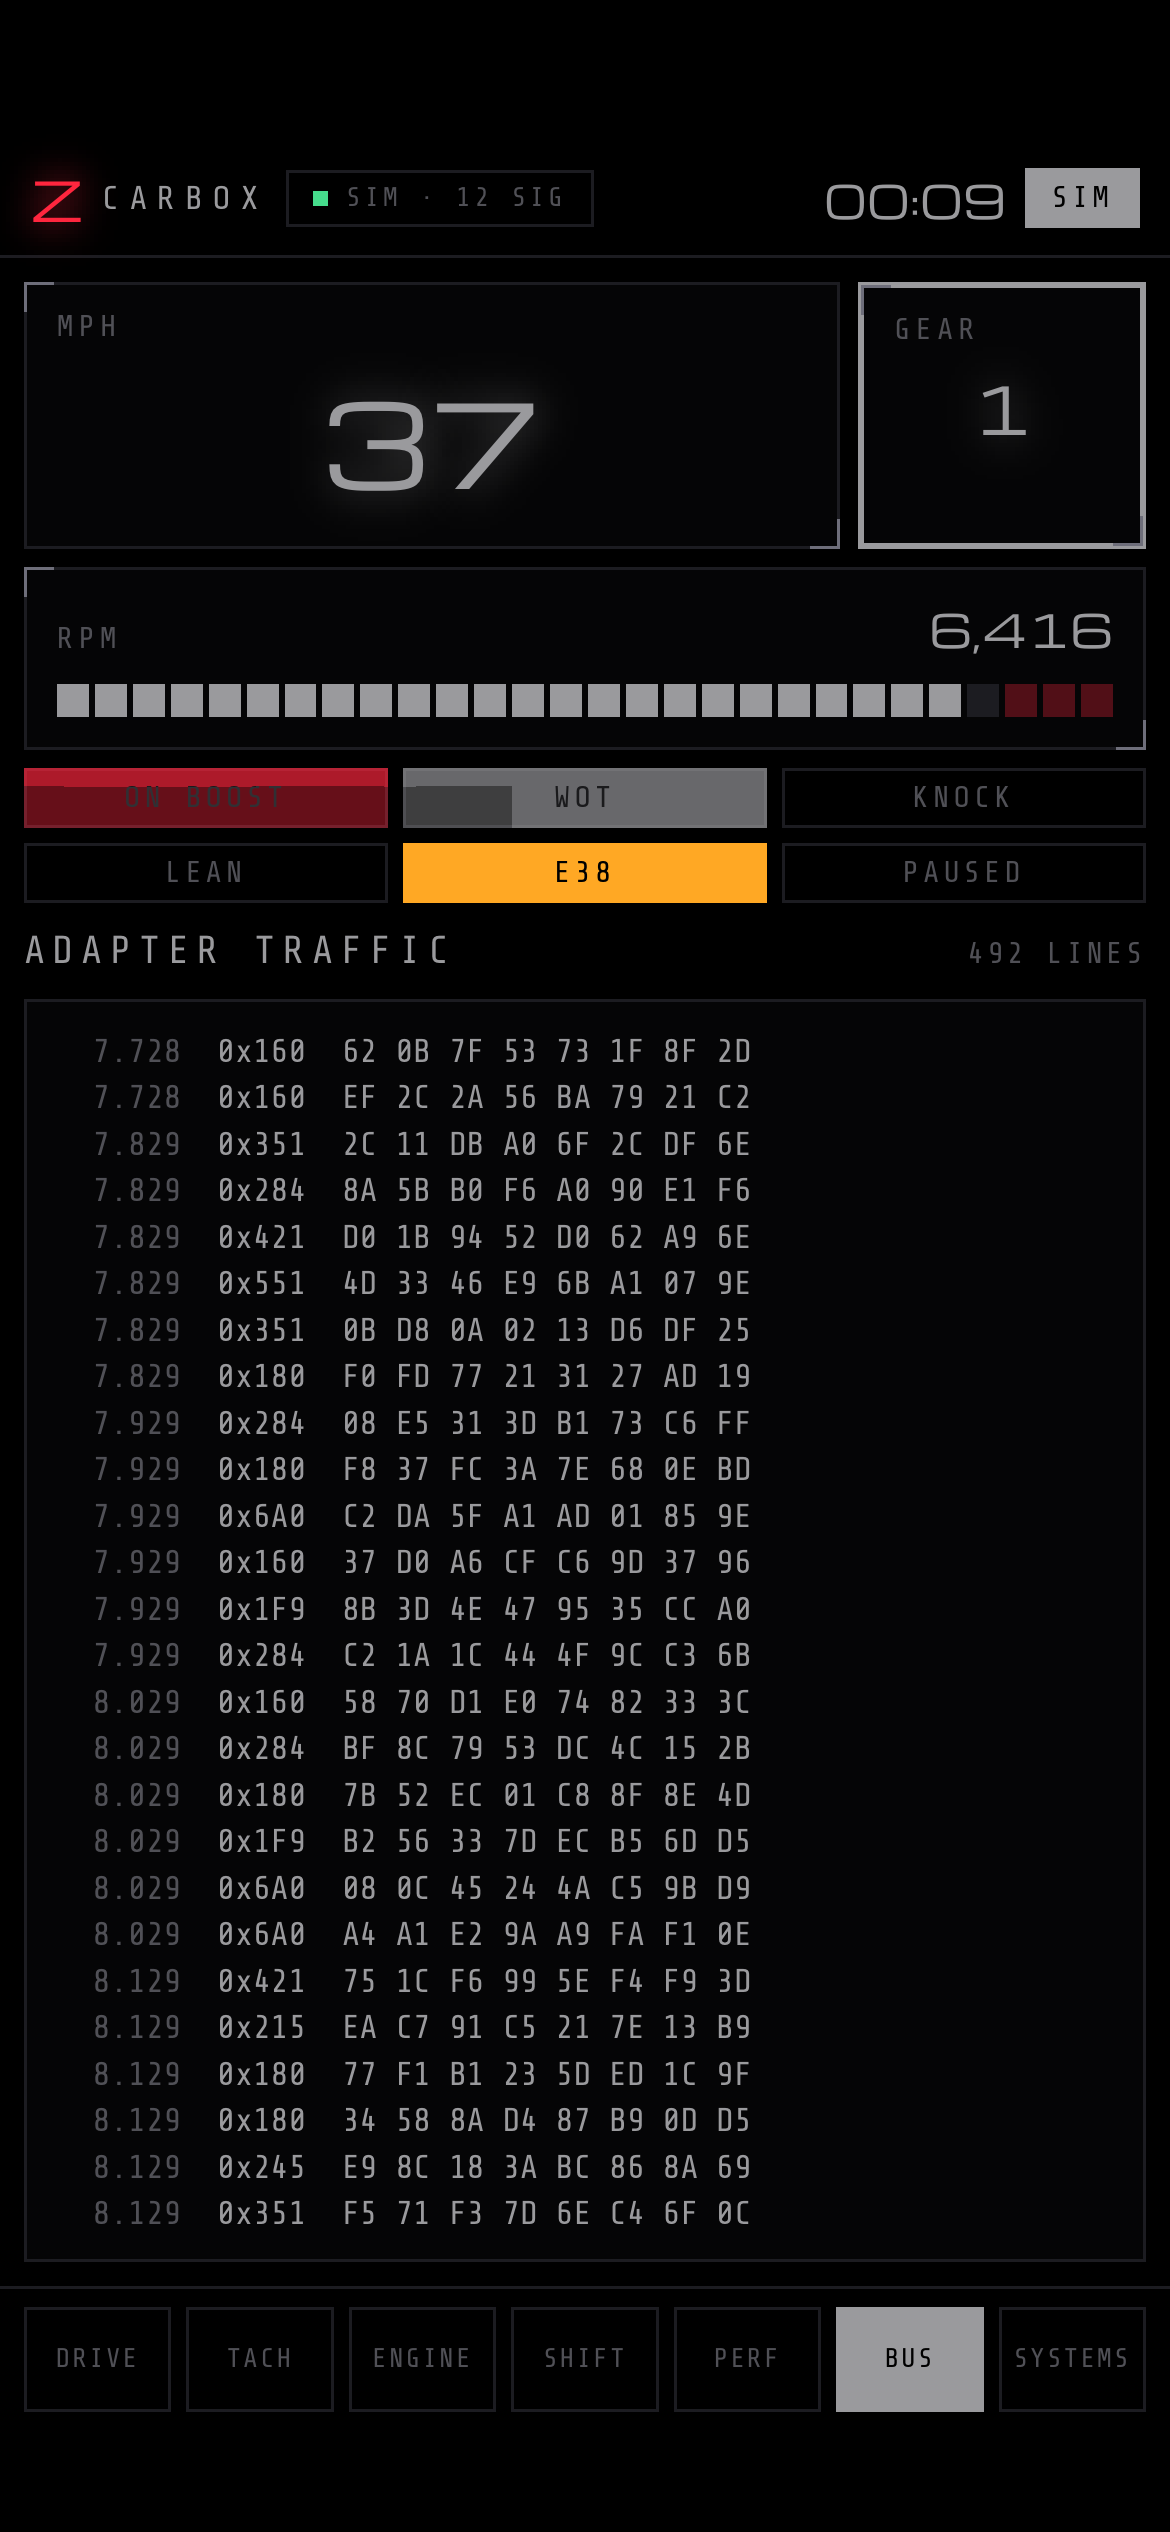 Z CARBOX SIM · 12 SIG 00:09 SIM
MPH
37
GEAR
1
RPM 6,416
ON BOOST WOT KNOCK
LEAN E38 PAUSED
ADAPTER TRAFFIC 492 LINES
7.728 0x160 62 0B 7F 53 73 1F 8F 2D
7.728 0x160 EF 2C 2A 56 BA 79 21 C2
7.829 0x351 2C 11 DB A0 6F 2C DF 6E
7.829 0x284 8A 5B B0 F6 A0 90 E1 F6
7.829 0x421 D0 1B 94 52 D0 62 A9 6E
7.829 0x551 4D 33 46 E9 6B A1 07 9E
7.829 0x351 0B D8 0A 02 13 D6 DF 25
7.829 0x180 F0 FD 77 21 31 27 AD 19
7.929 0x284 08 E5 31 3D B1 73 C6 FF
7.929 0x180 F8 37 FC 3A 7E 68 0E BD
7.929 0x6A0 C2 DA 5F A1 AD 01 85 9E
7.929 0x160 37 D0 A6 CF C6 9D 37 96
7.929 0x1F9 8B 3D 4E 47 95 35 CC A0
7.929 0x284 C2 1A 1C 44 4F 9C C3 6B
8.029 0x160 58 70 D1 E0 74 82 33 3C
8.029 0x284 BF 8C 79 53 DC 4C 15 2B
8.029 0x180 7B 52 EC 01 C8 8F 8E 4D
8.029 0x1F9 B2 56 33 7D EC B5 6D D5
8.029 0x6A0 08 0C 45 24 4A C5 9B D9
8.029 0x6A0 A4 A1 E2 9A A9 FA F1 0E
8.129 0x421 75 1C F6 99 5E F4 F9 3D
8.129 0x215 EA C7 91 C5 21 7E 13 B9
8.129 0x180 77 F1 B1 23 5D ED 1C 9F
8.129 0x180 34 58 8A D4 87 B9 0D D5
8.129 0x245 E9 8C 18 3A BC 86 8A 69
8.129 0x351 F5 71 F3 7D 6E C4 6F 0C
DRIVE TACH ENGINE SHIFT PERF BUS SYSTEMS